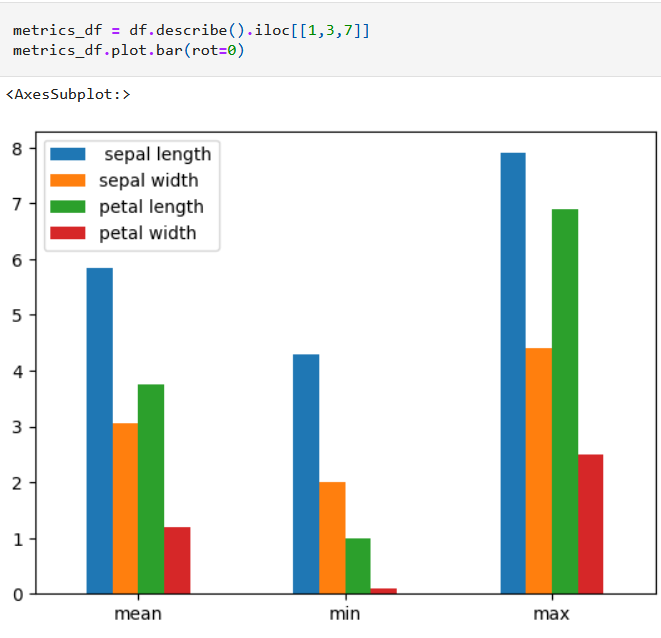 metrics_df = df.describe().iloc[[1,3,7]]
metrics_df.plot.bar(rot=0)
<AxesSubplot:>
8
7
6
5
4
3
2
1
0
sepal length
sepal width
petal length
petal width
mean min max